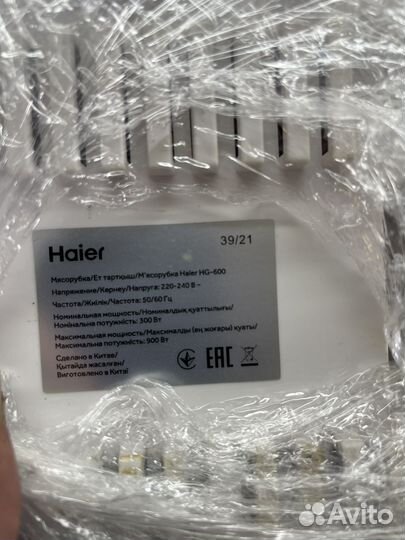 Haier
39/21
Мясорубка/Ет тартқыш/М'ясорубка Haier HG-600
Напряжение/Кернеу/Напруга: 220-240 В ~
Частота/Жиілік/Частота: 50/60 Гц
Номинальная мощность/Номиналдық қуаттылығы/
Номінальна потужність: 300 Вт
Максимальная мощность/Максималды (ең жоғары) қуаты/
Максимальна потужність: 900 Вт
Сделано в Китае/
Қытайда жасалған/
Виготовлено в Китаї
EAC
Avito